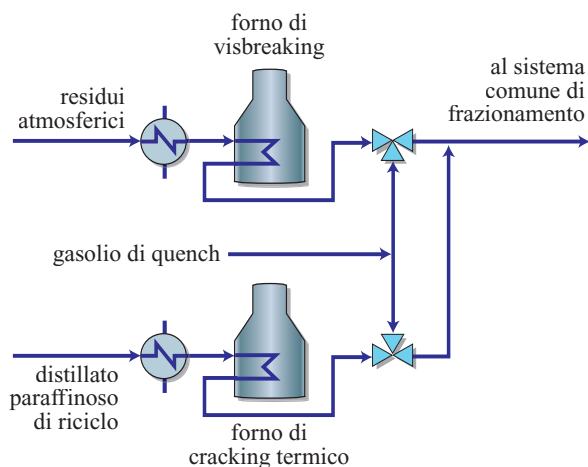 forno di
visbreaking
al sistema
comune di
frazionamento
residui
atmosferici
gasolio di quench
distillato
paraffinoso
di riciclo
forno di
cracking termico